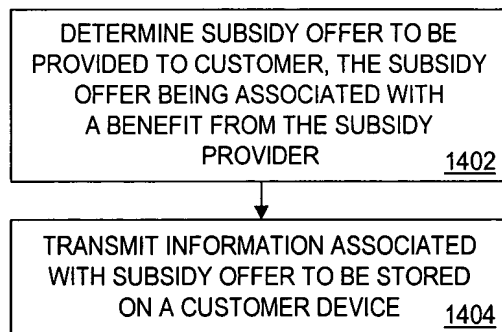 DETERMINE SUBSIDY OFFER TO BE
PROVIDED TO CUSTOMER, THE SUBSIDY
OFFER BEING ASSOCIATED WITH
A BENEFIT FROM THE SUBSIDY
PROVIDER 1402
TRANSMIT INFORMATION ASSOCIATED
WITH SUBSIDY OFFER TO BE STORED
ON A CUSTOMER DEVICE 1404